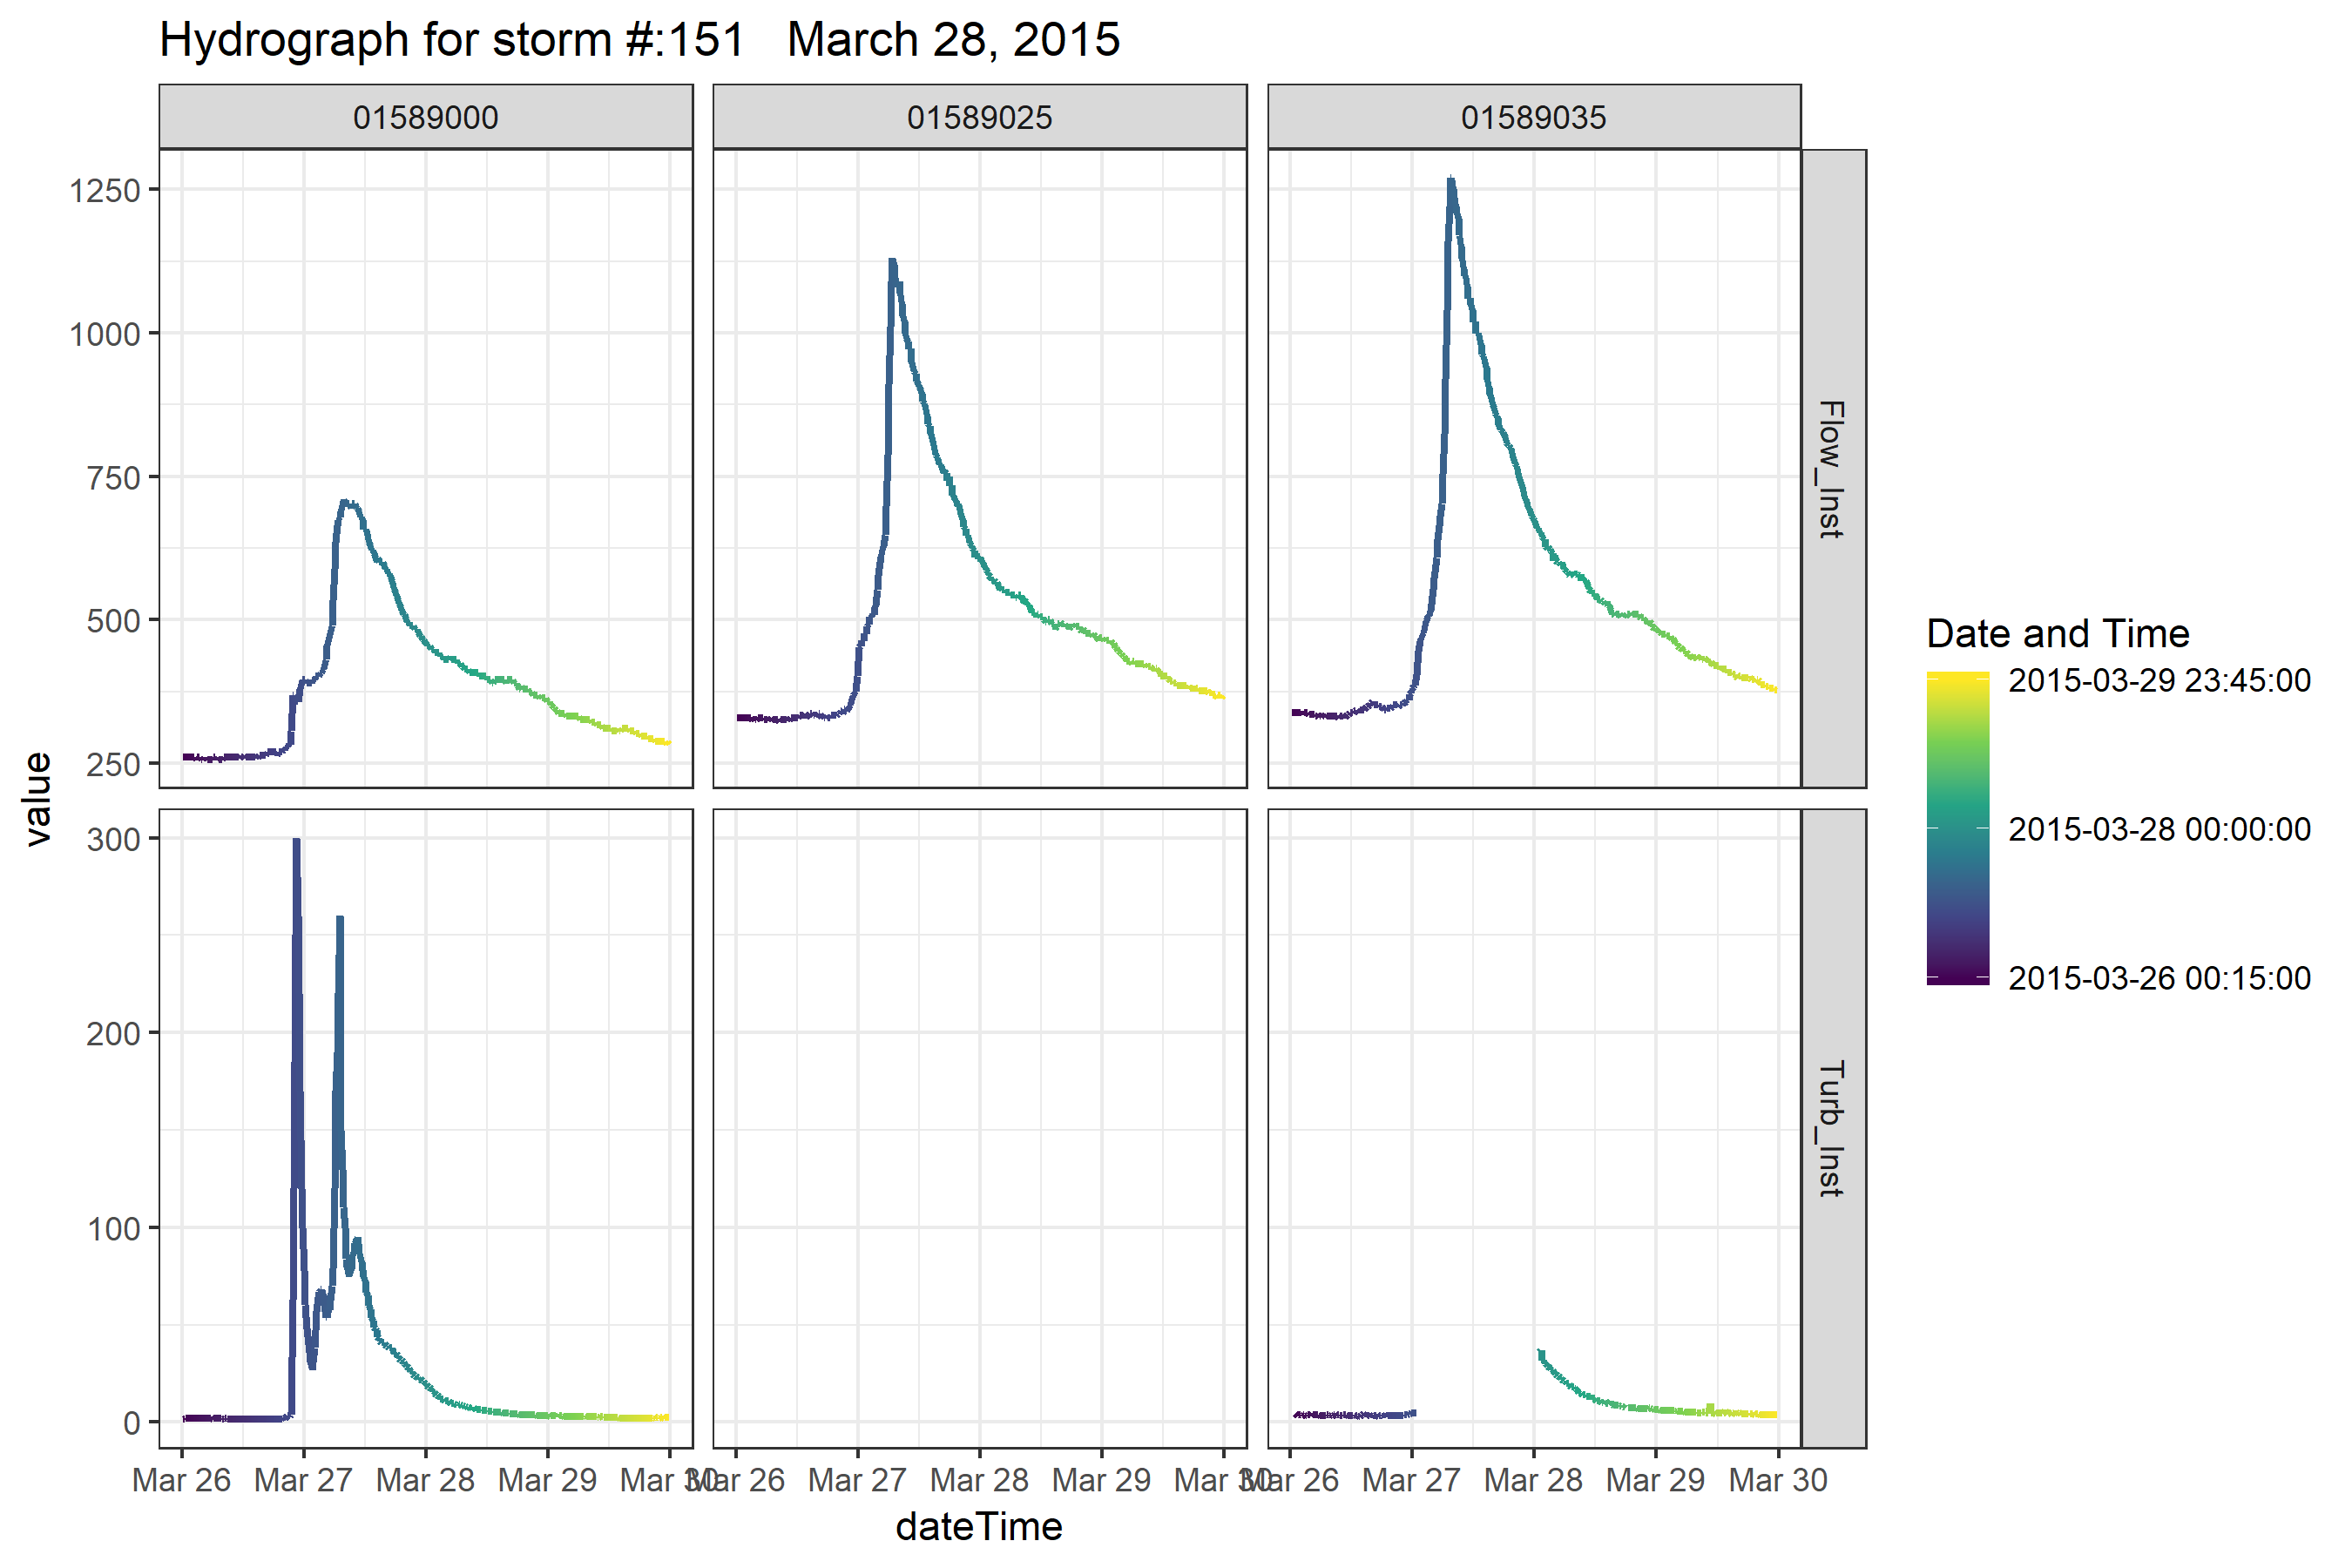 Hydrograph for storm #:151   March 28, 2015
01589000
01589025
01589035
1250
1000
750
500
250
Flow_Inst
value
300
200
100
0
Turb_Inst
Mar 26
Mar 27
Mar 28
Mar 29
Mar 30
Mar 26
Mar 27
Mar 28
Mar 29
Mar 30
Mar 26
Mar 27
Mar 28
Mar 29
Mar 30
dateTime
Date and Time
2015-03-29 23:45:00
2015-03-28 00:00:00
2015-03-26 00:15:00